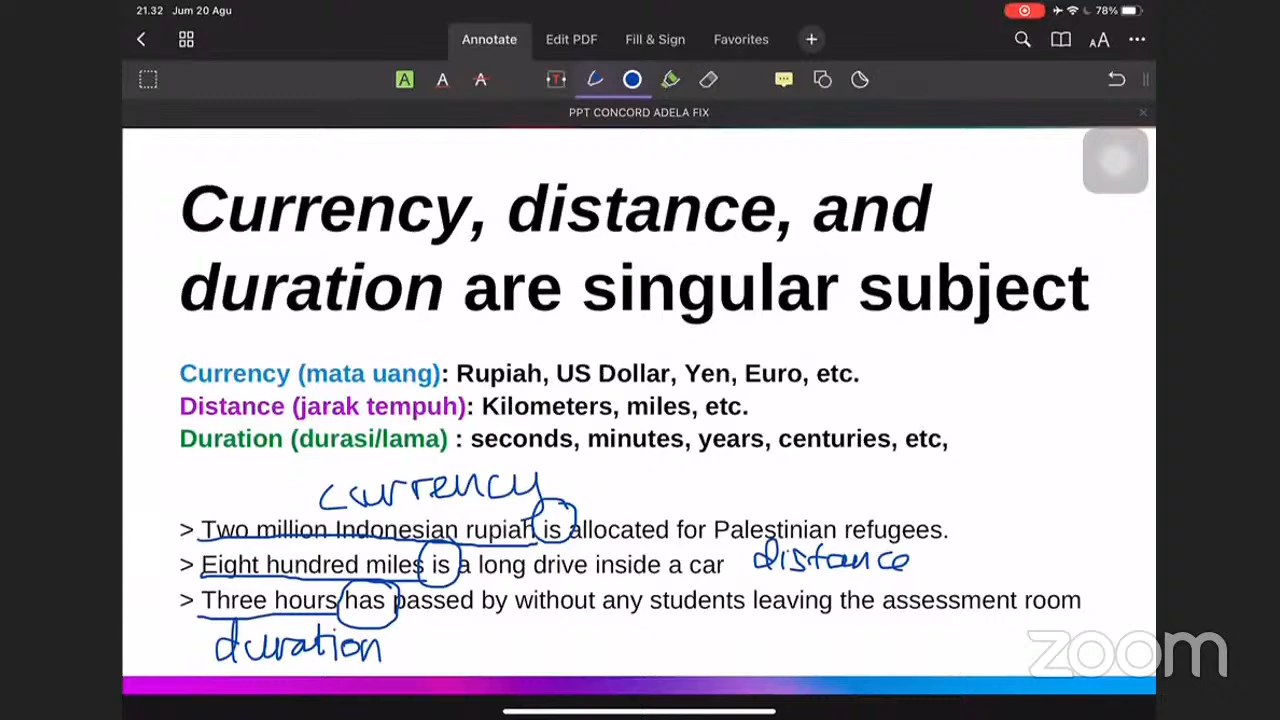 21.32 Jum 20 Agu
78%
Annotate Edit PDF Fill & Sign Favorites +
AA
A A A T
PPT CONCORD ADELA FIX
Currency, distance, and
duration are singular subject
Currency (mata uang): Rupiah, US Dollar, Yen, Euro, etc.
Distance (jarak tempuh): Kilometers, miles, etc.
Duration (durasi/lama) : seconds, minutes, years, centuries, etc,
currency
> Two million Indonesian rupiah is allocated for Palestinian refugees.
> Eight hundred miles is a long drive inside a car distance
> Three hours has passed by without any students leaving the assessment room
duration
zoom